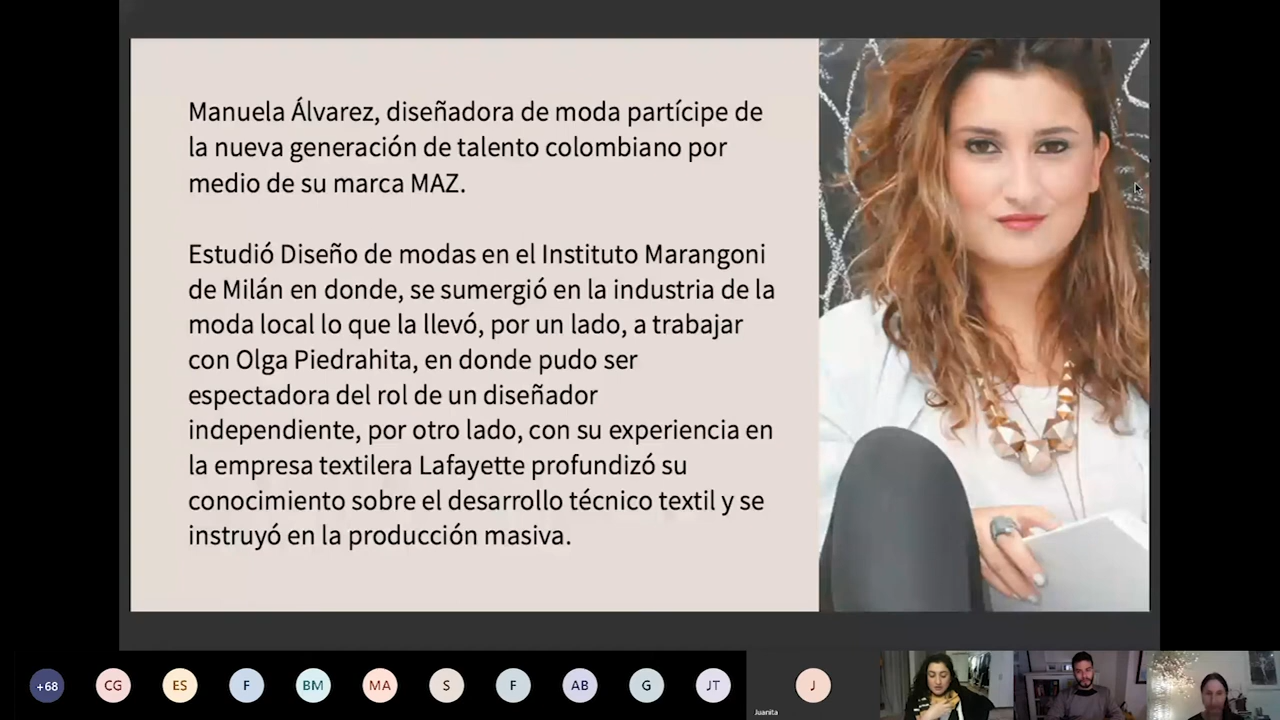 Manuela Álvarez, diseñadora de moda partícipe de
la nueva generación de talento colombiano por
medio de su marca MAZ.
Estudió Diseño de modas en el Instituto Marangoni
de Milán en donde, se sumergió en la industria de la
moda local lo que la llevó, por un lado, a trabajar
con Olga Piedrahita, en donde pudo ser
espectadora del rol de un diseñador
independiente, por otro lado, con su experiencia en
la empresa textilera Lafayette profundizó su
conocimiento sobre el desarrollo técnico textil y se
instruyó en la producción masiva.
+68 CG ES F BM MA S F AB G JT J
Juanita